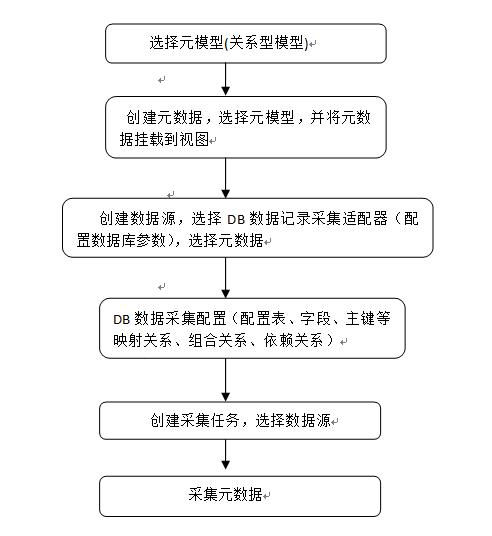 选择元模型(关系型模型)
创建元数据，选择元模型，并将元数
据挂载到视图
创建数据源，选择 DB 数据记录采集适配器（配
置数据库参数），选择元数据
DB 数据采集配置（配置表、字段、主键等
映射关系、组合关系、依赖关系）
创建采集任务，选择数据源
采集元数据